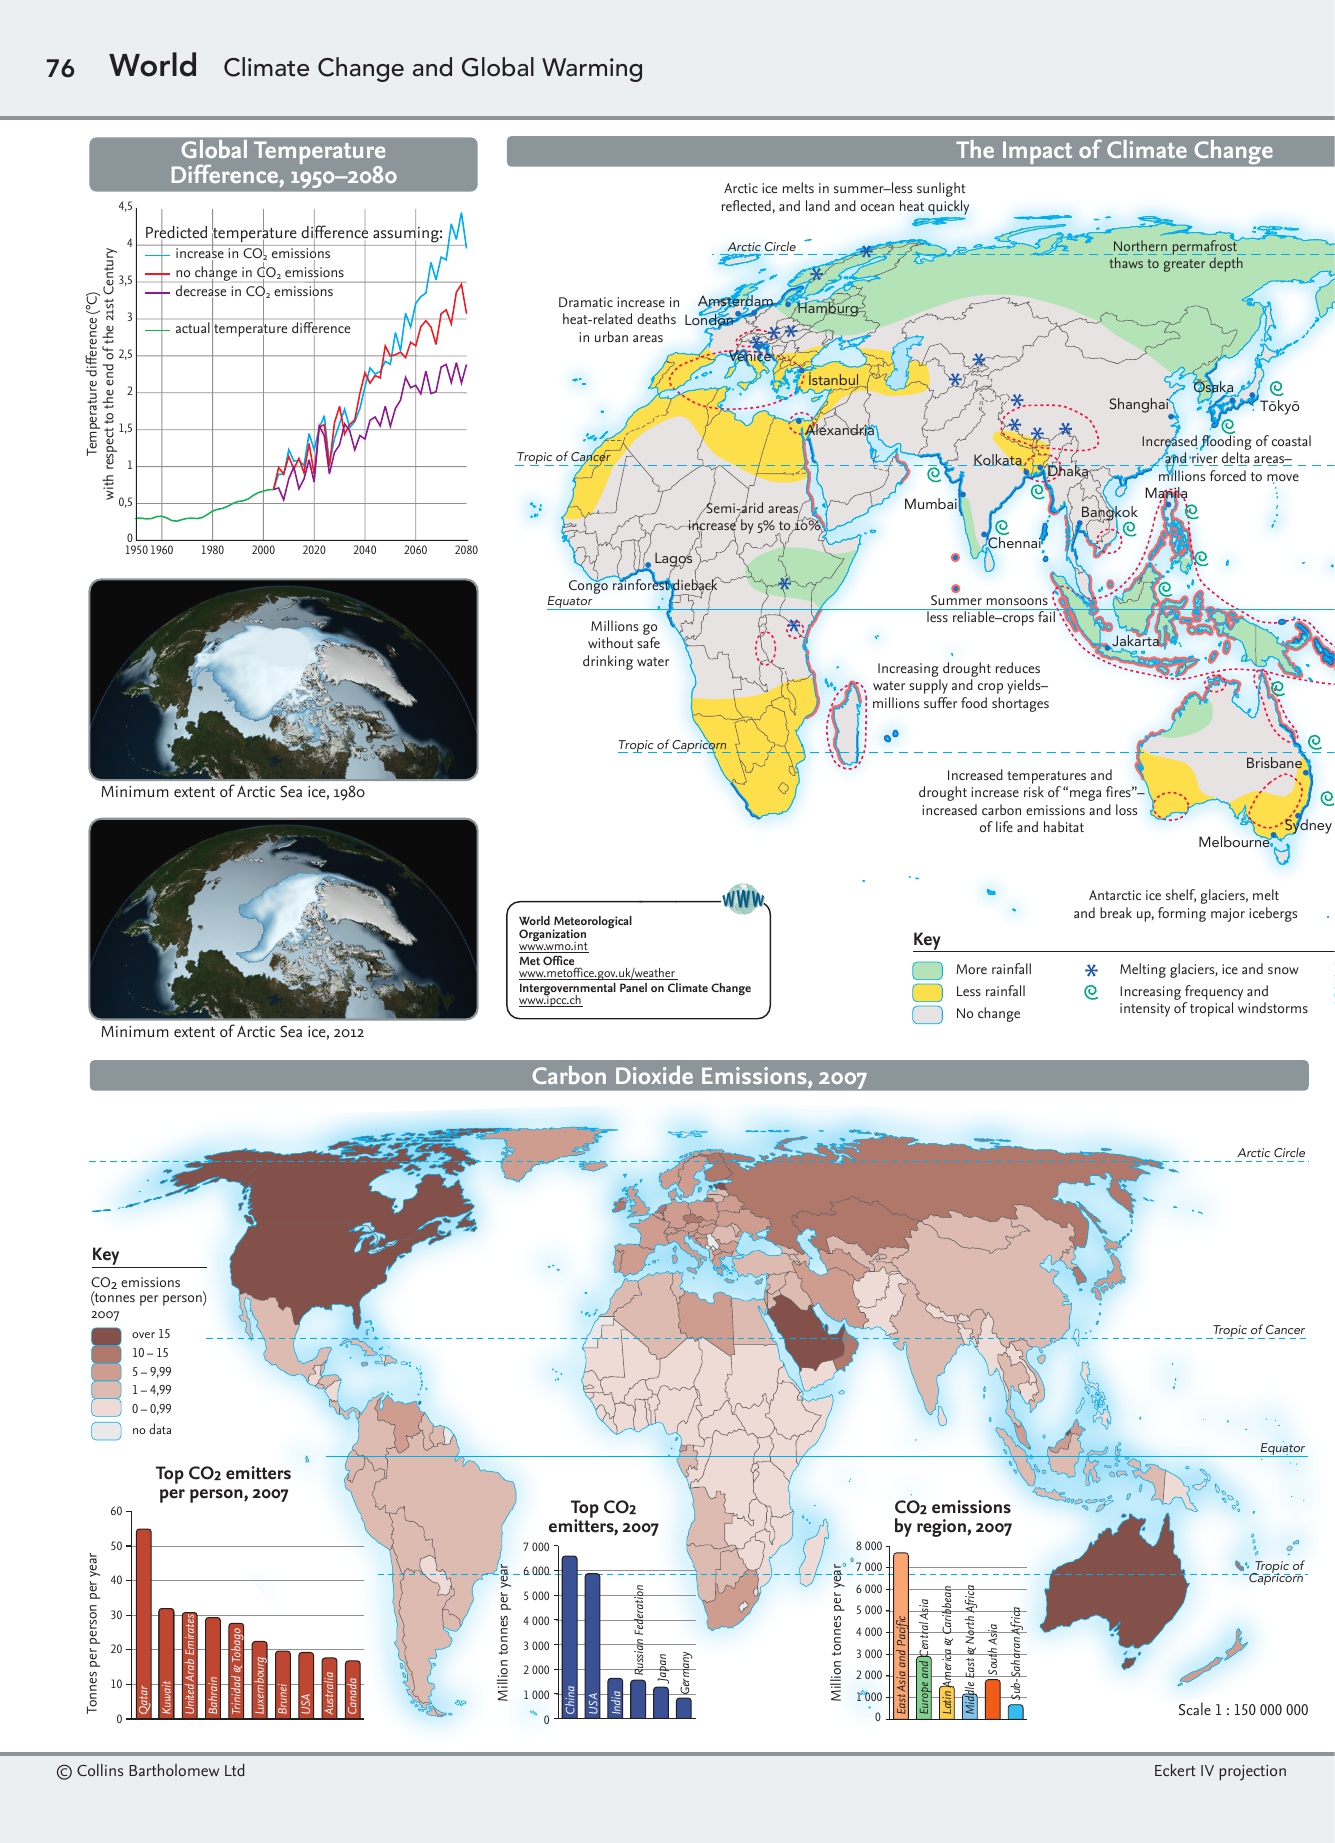 76 World Climate Change and Global Warming
Global Temperature
Difference, 1950–2080
Temperature difference (°C)
with respect to the end of the 21st Century
4,5
4
3,5
3
2,5
2
1,5
1
0,5
0
Predicted temperature difference assuming:
increase in CO₂ emissions
no change in CO₂ emissions
decrease in CO₂ emissions
actual temperature difference
1950 1960 1980 2000 2020 2040 2060 2080
Minimum extent of Arctic Sea ice, 1980
Minimum extent of Arctic Sea ice, 2012
The Impact of Climate Change
Arctic ice melts in summer–less sunlight
reflected, and land and ocean heat quickly
Arctic Circle
Northern permafrost
thaws to greater depth
Dramatic increase in
heat-related deaths
in urban areas
Amsterdam
London
Hamburg
Venice
İstanbul
Alexandria
Ōsaka
Tōkyō
Shanghai
Increased flooding of coastal
and river delta areas–
millions forced to move
Tropic of Cancer
Kolkata
Dhaka
Mumbai
Manila
Bangkok
Chennai
Semi-arid areas
increase by 5% to 10%
Lagos
Congo rainforest dieback
Equator
Summer monsoons
less reliable–crops fail
Millions go
without safe
drinking water
Jakarta
Increasing drought reduces
water supply and crop yields–
millions suffer food shortages
Tropic of Capricorn
Brisbane
Increased temperatures and
drought increase risk of “mega fires”–
increased carbon emissions and loss
of life and habitat
Sydney
Melbourne
Antarctic ice shelf, glaciers, melt
and break up, forming major icebergs
www
World Meteorological
Organization
www.wmo.int
Met Office
www.metoffice.gov.uk/weather
Intergovernmental Panel on Climate Change
www.ipcc.ch
Key
More rainfall
Less rainfall
No change
Melting glaciers, ice and snow
Increasing frequency and
intensity of tropical windstorms
Carbon Dioxide Emissions, 2007
Arctic Circle
Tropic of Cancer
Equator
Tropic of
Capricorn
Key
CO₂ emissions
(tonnes per person)
2007
over 15
10 – 15
5 – 9,99
1 – 4,99
0 – 0,99
no data
Top CO₂ emitters
per person, 2007
Tonnes per person per year
60
50
40
30
20
10
0
Qatar
Kuwait
United Arab Emirates
Bahrain
Trinidad & Tobago
Luxembourg
Brunei
USA
Australia
Canada
Top CO₂
emitters, 2007
Million tonnes per year
7 000
6 000
5 000
4 000
3 000
2 000
1 000
0
China
USA
India
Russian Federation
Japan
Germany
CO₂ emissions
by region, 2007
Million tonnes per year
8 000
7 000
6 000
5 000
4 000
3 000
2 000
1 000
0
East Asia and Pacific
Europe and Central Asia
Latin America & Caribbean
Middle East & North Africa
South Asia
Sub-Saharan Africa
Scale 1 : 150 000 000
© Collins Bartholomew Ltd
Eckert IV projection